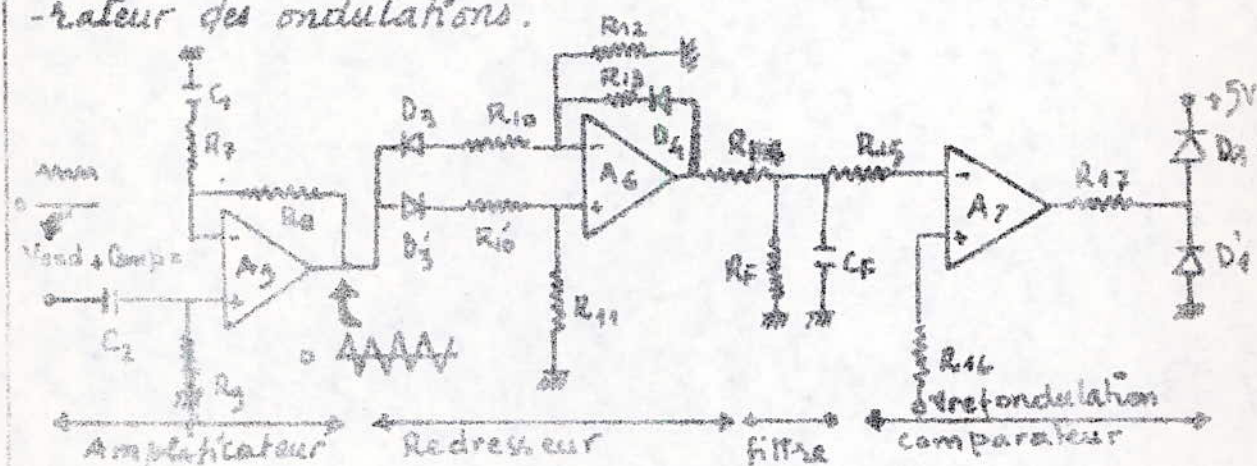 -rateur des ondulations.
R12
R13
C1
D3
R10
D4
+5V
R7
R15
A6
R17
R8
A7
D'3
R'10
Vond + Comp
A5
RF
CF
D'1
R11
C2
R9
R16
Vref ondulation
Amplificateur
Redresseur
filtre
Comparateur